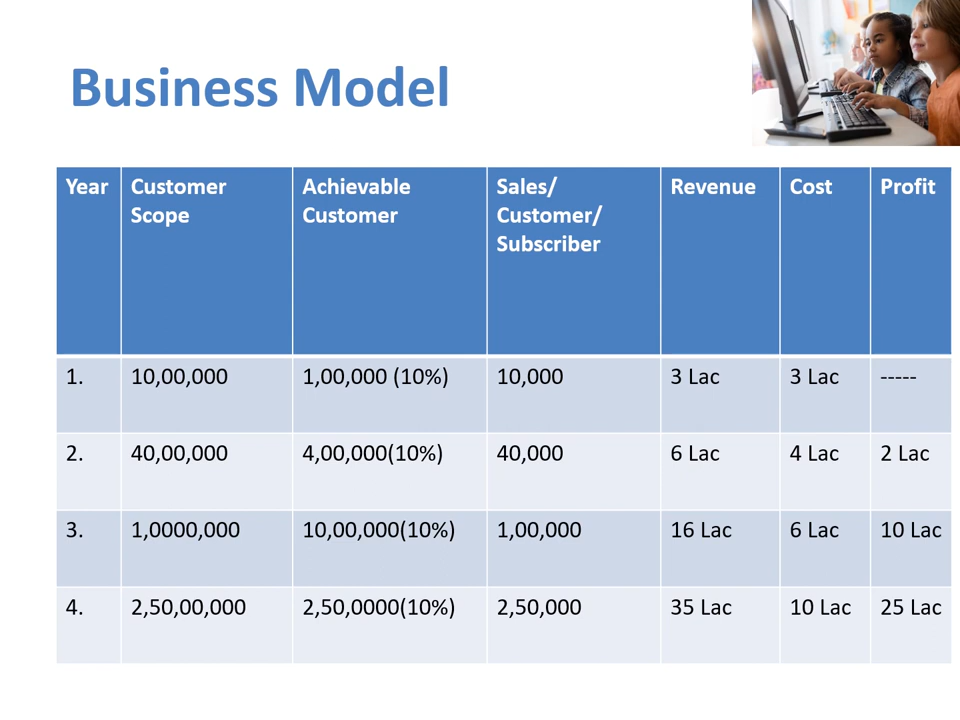 Business Model
Year Customer Scope Achievable Customer Sales/ Customer/ Subscriber Revenue Cost Profit
1. 10,00,000 1,00,000 (10%) 10,000 3 Lac 3 Lac -----
2. 40,00,000 4,00,000(10%) 40,000 6 Lac 4 Lac 2 Lac
3. 1,0000,000 10,00,000(10%) 1,00,000 16 Lac 6 Lac 10 Lac
4. 2,50,00,000 2,50,0000(10%) 2,50,000 35 Lac 10 Lac 25 Lac